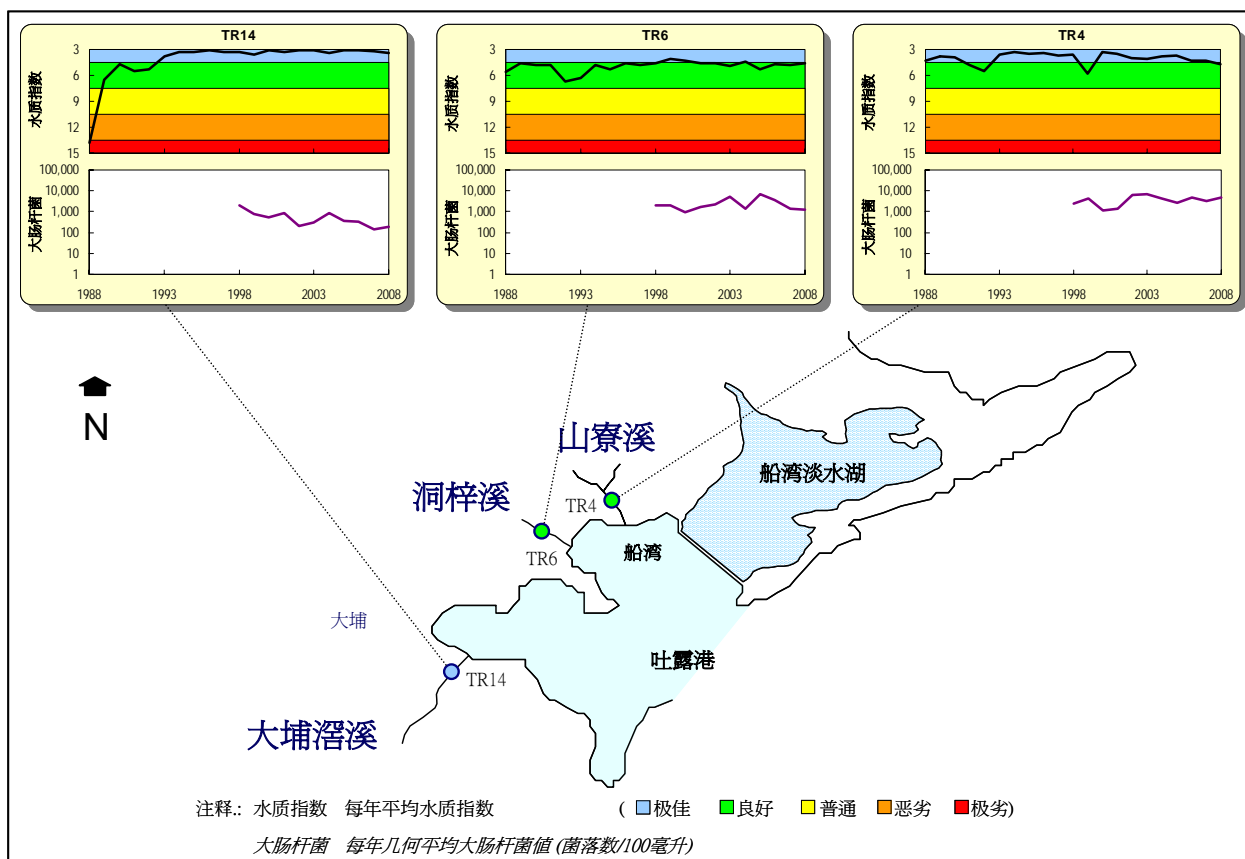 TR14
水质指数
3
6
9
12
15
大肠杆菌
100,000
10,000
1,000
100
10
1
1988 1993 1998 2003 2008
TR6
水质指数
3
6
9
12
15
大肠杆菌
100,000
10,000
1,000
100
10
1
1988 1993 1998 2003 2008
TR4
水质指数
3
6
9
12
15
大肠杆菌
100,000
10,000
1,000
100
10
1
1988 1993 1998 2003 2008
N
山寮溪
TR4
洞梓溪
TR6
船湾淡水湖
船湾
大埔
吐露港
TR14
大埔滘溪
注释.: 水质指数 每年平均水质指数 ( 极佳 良好 普通 恶劣 极劣)
大肠杆菌 每年几何平均大肠杆菌值 (菌落数/100毫升)